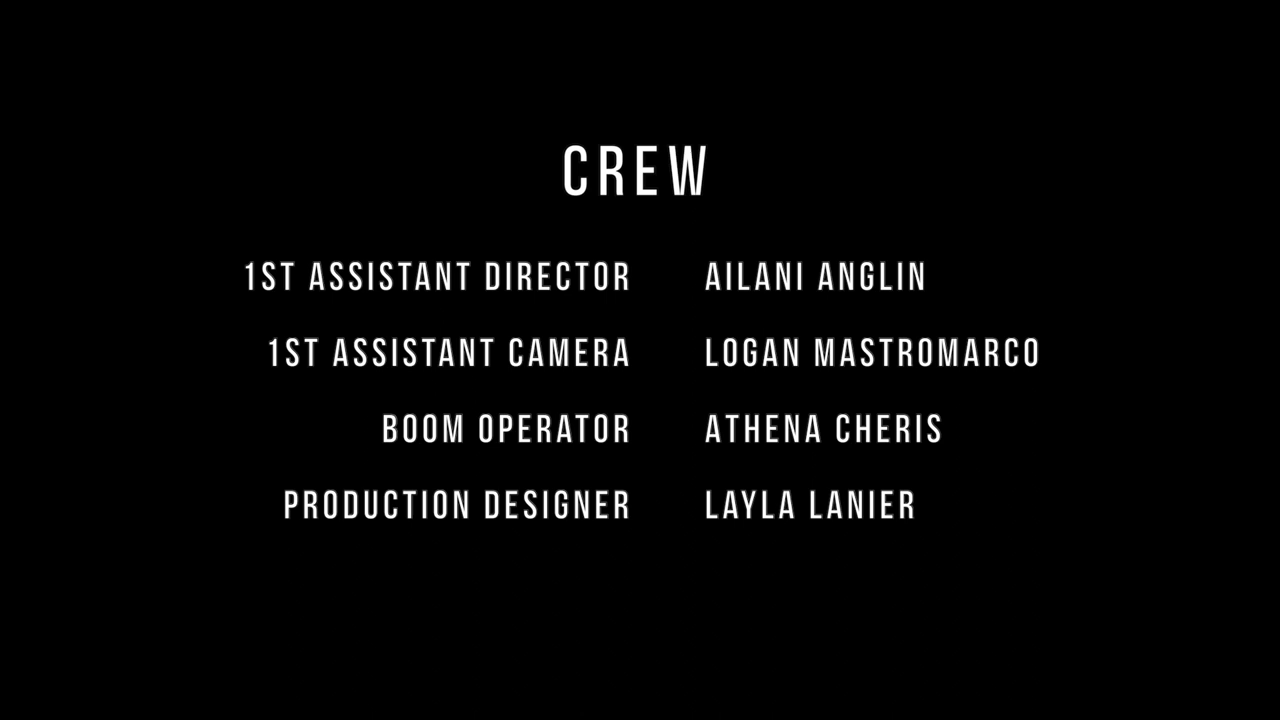 CREW
1ST ASSISTANT DIRECTOR AILANI ANGLIN
1ST ASSISTANT CAMERA LOGAN MASTROMARCO
BOOM OPERATOR ATHENA CHERIS
PRODUCTION DESIGNER LAYLA LANIER